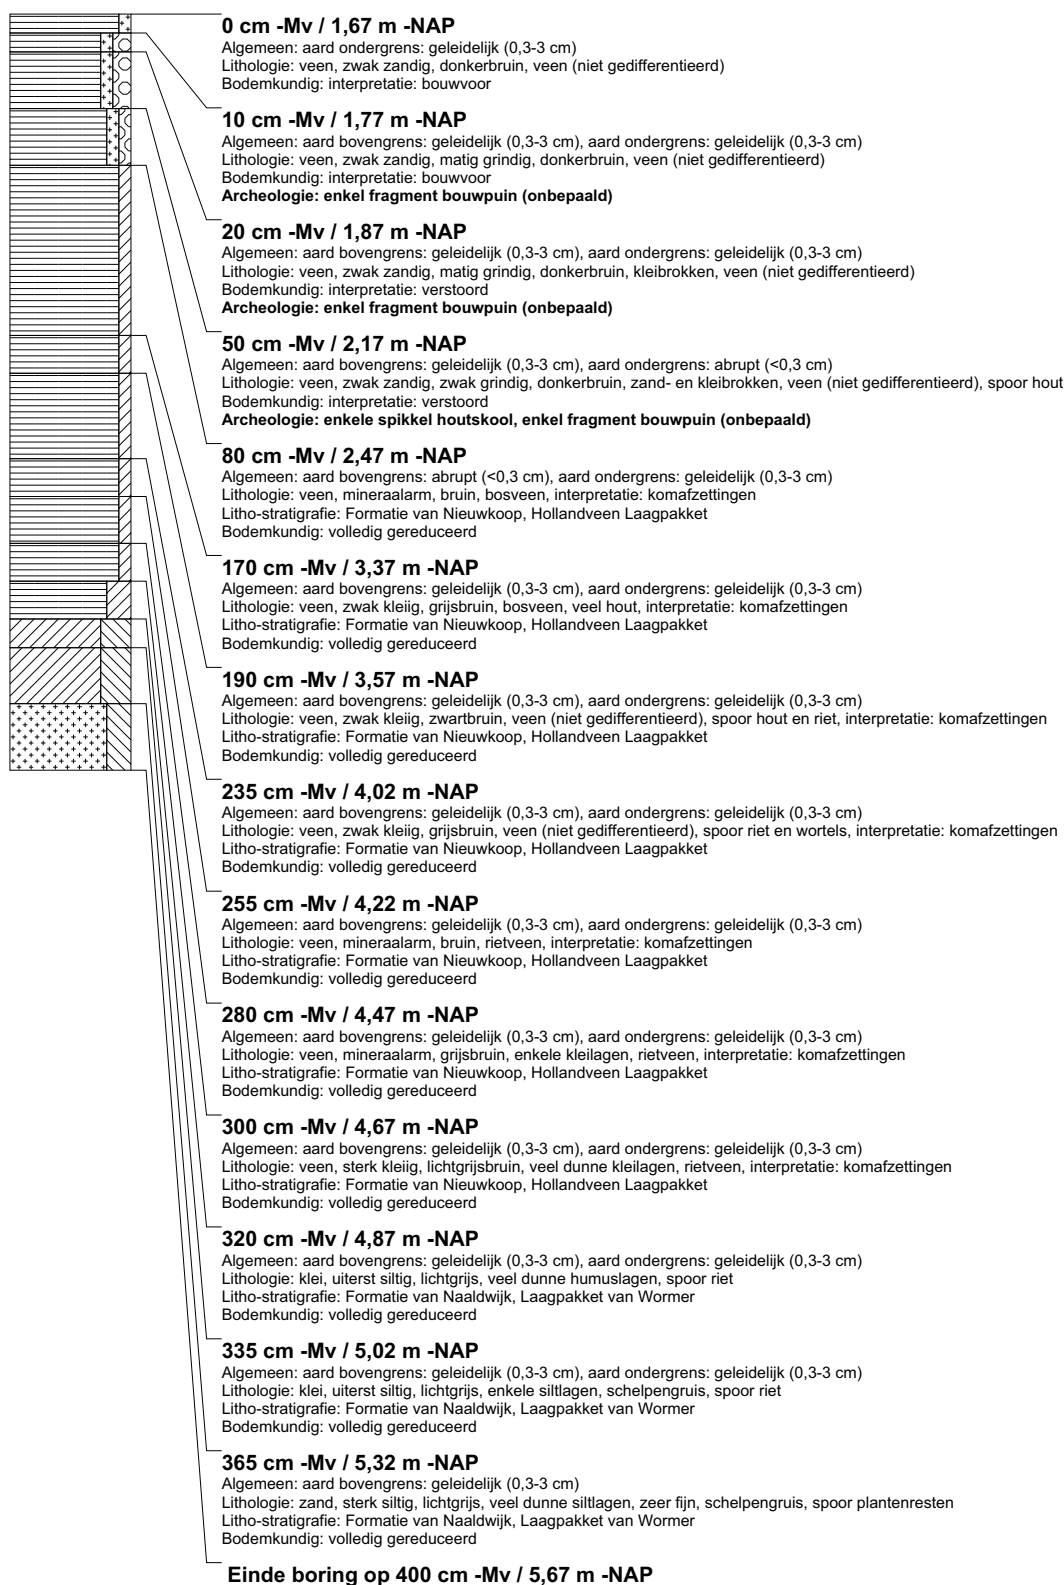 0 cm -Mv / 1,67 m -NAP
Algemeen: aard ondergrens: geleidelijk (0,3-3 cm)
Lithologie: veen, zwak zandig, donkerbruin, veen (niet gedifferentieerd)
Bodemkundig: interpretatie: bouwvoor
10 cm -Mv / 1,77 m -NAP
Algemeen: aard bovengrens: geleidelijk (0,3-3 cm), aard ondergrens: geleidelijk (0,3-3 cm)
Lithologie: veen, zwak zandig, matig grindig, donkerbruin, veen (niet gedifferentieerd)
Bodemkundig: interpretatie: bouwvoor
Archeologie: enkel fragment bouwpuin (onbepaald)
20 cm -Mv / 1,87 m -NAP
Algemeen: aard bovengrens: geleidelijk (0,3-3 cm), aard ondergrens: geleidelijk (0,3-3 cm)
Lithologie: veen, zwak zandig, matig grindig, donkerbruin, kleibrokken, veen (niet gedifferentieerd)
Bodemkundig: interpretatie: verstoord
Archeologie: enkel fragment bouwpuin (onbepaald)
50 cm -Mv / 2,17 m -NAP
Algemeen: aard bovengrens: geleidelijk (0,3-3 cm), aard ondergrens: abrupt (<0,3 cm)
Lithologie: veen, zwak zandig, zwak grindig, donkerbruin, zand- en kleibrokken, veen (niet gedifferentieerd), spoor hout
Bodemkundig: interpretatie: verstoord
Archeologie: enkele spikkel houtskool, enkel fragment bouwpuin (onbepaald)
80 cm -Mv / 2,47 m -NAP
Algemeen: aard bovengrens: abrupt (<0,3 cm), aard ondergrens: geleidelijk (0,3-3 cm)
Lithologie: veen, mineraalarm, bruin, bosveen, interpretatie: komafzettingen
Litho-stratigrafie: Formatie van Nieuwkoop, Hollandveen Laagpakket
Bodemkundig: volledig gereduceerd
170 cm -Mv / 3,37 m -NAP
Algemeen: aard bovengrens: geleidelijk (0,3-3 cm), aard ondergrens: geleidelijk (0,3-3 cm)
Lithologie: veen, zwak kleiig, grijsbruin, bosveen, veel hout, interpretatie: komafzettingen
Litho-stratigrafie: Formatie van Nieuwkoop, Hollandveen Laagpakket
Bodemkundig: volledig gereduceerd
190 cm -Mv / 3,57 m -NAP
Algemeen: aard bovengrens: geleidelijk (0,3-3 cm), aard ondergrens: geleidelijk (0,3-3 cm)
Lithologie: veen, zwak kleiig, zwartbruin, veen (niet gedifferentieerd), spoor hout en riet, interpretatie: komafzettingen
Litho-stratigrafie: Formatie van Nieuwkoop, Hollandveen Laagpakket
Bodemkundig: volledig gereduceerd
235 cm -Mv / 4,02 m -NAP
Algemeen: aard bovengrens: geleidelijk (0,3-3 cm), aard ondergrens: geleidelijk (0,3-3 cm)
Lithologie: veen, zwak kleiig, grijsbruin, veen (niet gedifferentieerd), spoor riet en wortels, interpretatie: komafzettingen
Litho-stratigrafie: Formatie van Nieuwkoop, Hollandveen Laagpakket
Bodemkundig: volledig gereduceerd
255 cm -Mv / 4,22 m -NAP
Algemeen: aard bovengrens: geleidelijk (0,3-3 cm), aard ondergrens: geleidelijk (0,3-3 cm)
Lithologie: veen, mineraalarm, bruin, rietveen, interpretatie: komafzettingen
Litho-stratigrafie: Formatie van Nieuwkoop, Hollandveen Laagpakket
Bodemkundig: volledig gereduceerd
280 cm -Mv / 4,47 m -NAP
Algemeen: aard bovengrens: geleidelijk (0,3-3 cm), aard ondergrens: geleidelijk (0,3-3 cm)
Lithologie: veen, mineraalarm, grijsbruin, enkele kleilagen, rietveen, interpretatie: komafzettingen
Litho-stratigrafie: Formatie van Nieuwkoop, Hollandveen Laagpakket
Bodemkundig: volledig gereduceerd
300 cm -Mv / 4,67 m -NAP
Algemeen: aard bovengrens: geleidelijk (0,3-3 cm), aard ondergrens: geleidelijk (0,3-3 cm)
Lithologie: veen, sterk kleiig, lichtgrijsbruin, veel dunne kleilagen, rietveen, interpretatie: komafzettingen
Litho-stratigrafie: Formatie van Nieuwkoop, Hollandveen Laagpakket
Bodemkundig: volledig gereduceerd
320 cm -Mv / 4,87 m -NAP
Algemeen: aard bovengrens: geleidelijk (0,3-3 cm), aard ondergrens: geleidelijk (0,3-3 cm)
Lithologie: klei, uiterst siltig, lichtgrijs, veel dunne humuslagen, spoor riet
Litho-stratigrafie: Formatie van Naaldwijk, Laagpakket van Wormer
Bodemkundig: volledig gereduceerd
335 cm -Mv / 5,02 m -NAP
Algemeen: aard bovengrens: geleidelijk (0,3-3 cm), aard ondergrens: geleidelijk (0,3-3 cm)
Lithologie: klei, uiterst siltig, lichtgrijs, enkele siltlagen, schelpengruis, spoor riet
Litho-stratigrafie: Formatie van Naaldwijk, Laagpakket van Wormer
Bodemkundig: volledig gereduceerd
365 cm -Mv / 5,32 m -NAP
Algemeen: aard bovengrens: geleidelijk (0,3-3 cm)
Lithologie: zand, sterk siltig, lichtgrijs, veel dunne siltlagen, zeer fijn, schelpengruis, spoor plantenresten
Litho-stratigrafie: Formatie van Naaldwijk, Laagpakket van Wormer
Bodemkundig: volledig gereduceerd
Einde boring op 400 cm -Mv / 5,67 m -NAP